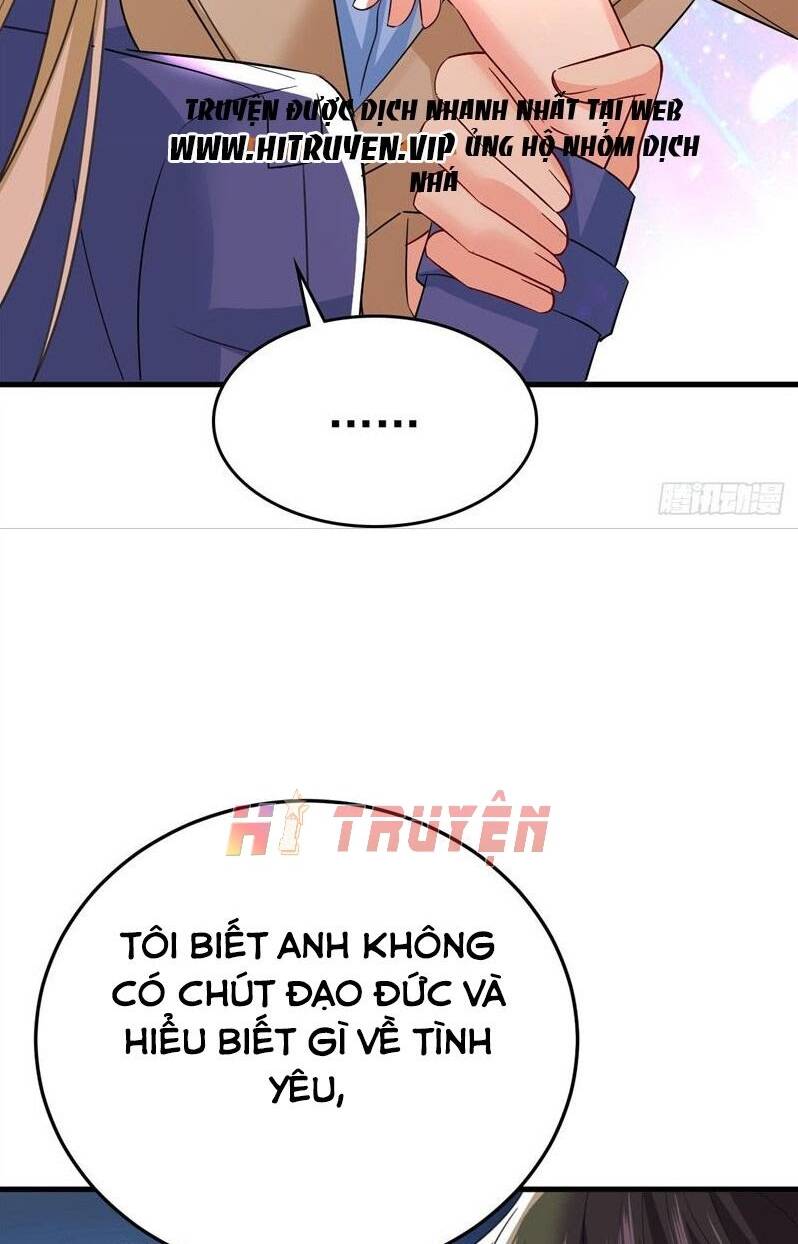 TRUYỆN ĐƯỢC DỊCH NHANH NHẤT TẠI WEB
WWW.HITRUYEN.VIP ỦNG HỘ NHÓM DỊCH
NHÁ
......
腾讯动漫
HI TRUYỆN
TÔI BIẾT ANH KHÔNG
CÓ CHÚT ĐẠO ĐỨC VÀ
HIỂU BIẾT GÌ VỀ TÌNH
YÊU,